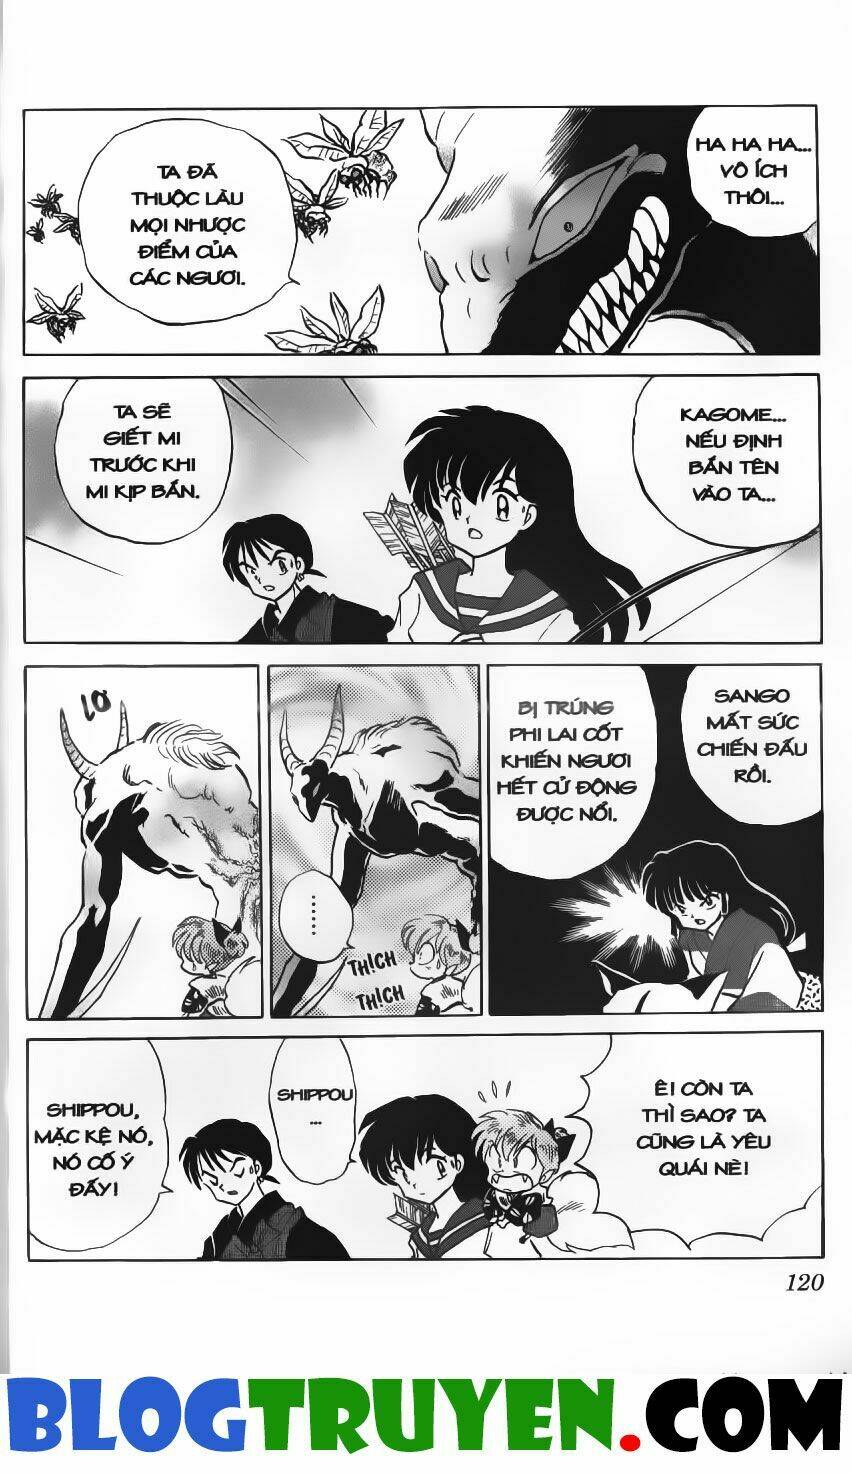 HA HA HA...
VÔ ÍCH
THÔI...
TA ĐÃ
THUỘC LÀU
MỌI NHƯỢC
ĐIỂM CỦA
CÁC NGƯƠI.
KAGOME...
NẾU ĐỊNH
BẮN TÊN
VÀO TA...
TA SẼ
GIẾT MI
TRƯỚC KHI
MI KỊP BẮN.
SANGO
MẤT SỨC
CHIẾN ĐẤU
RỒI.
BỊ TRÚNG
PHI LAI CỐT
KHIẾN NGƯƠI
HẾT CỬ ĐỘNG
ĐƯỢC NỔI.
......
THỊCH
THỊCH
LƠ
Ê! CÒN TA
THÌ SAO? TA
CŨNG LÀ YÊU
QUÁI NÈ!
SHIPPOU
...
SHIPPOU,
MẶC KỆ NÓ,
NÓ CỐ Ý
ĐẤY!
120
BLOGTRUYEN.COM